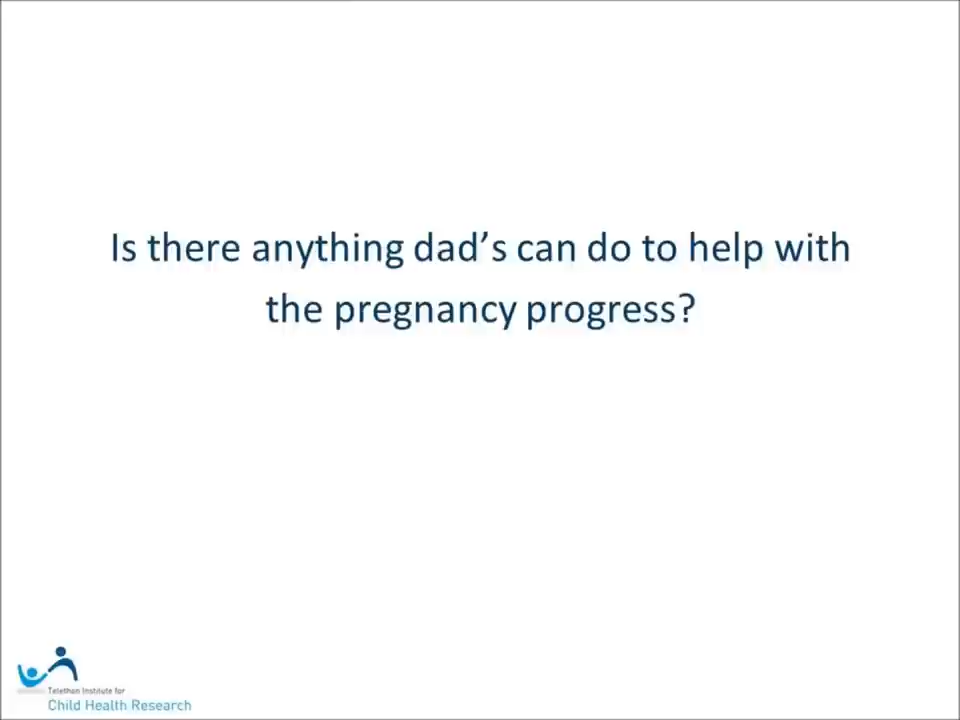 Is there anything dad’s can do to help with
the pregnancy progress?
Telethon Institute for
Child Health Research